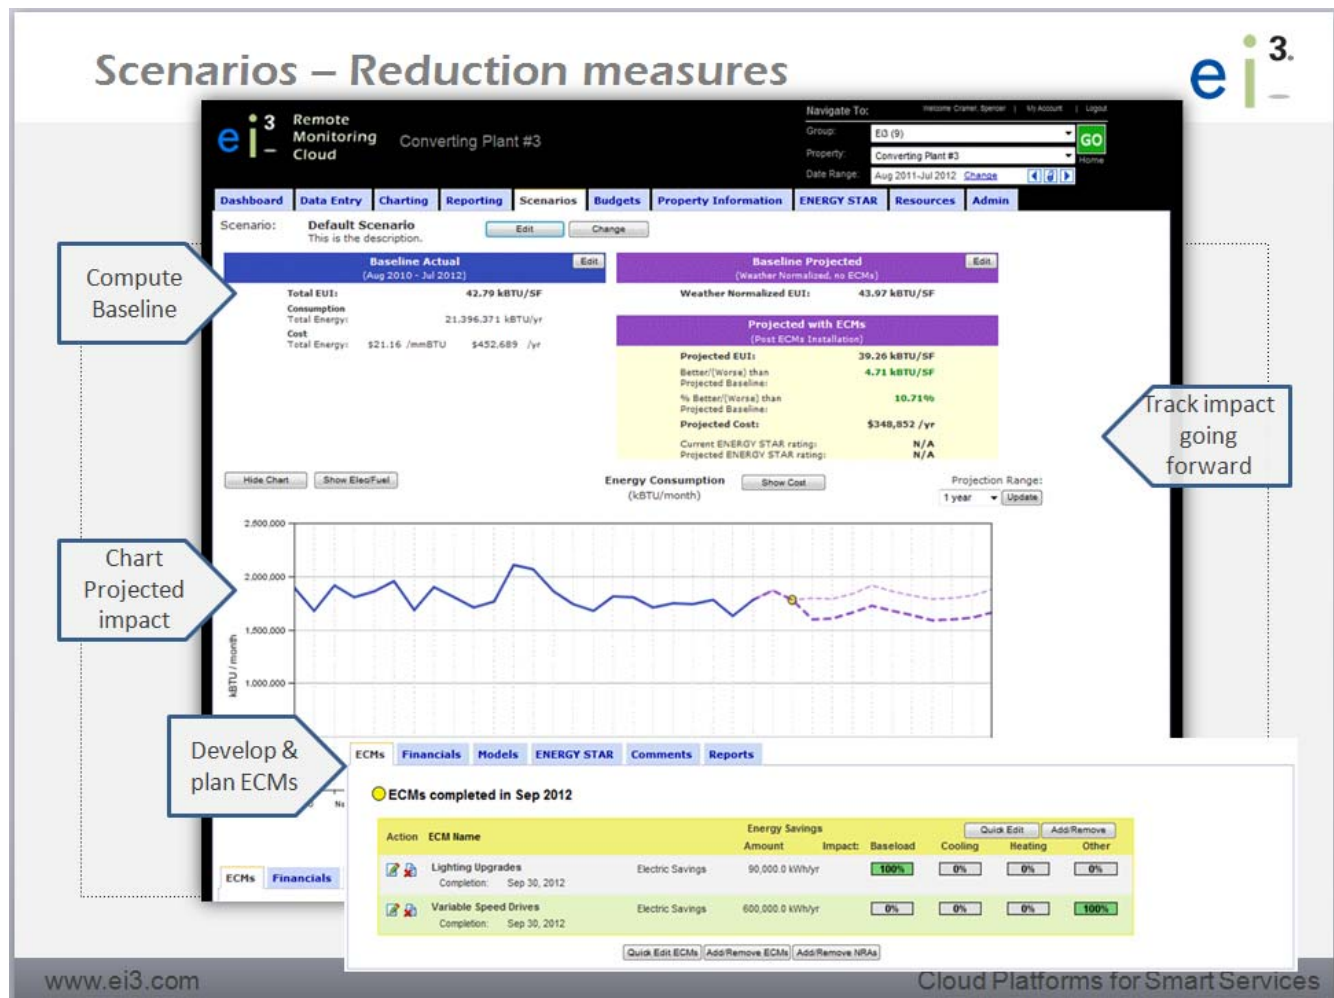 Scenarios – Reduction measures
ei3.
ei3
Remote
Monitoring
Cloud
Converting Plant #3
Navigate To:
Welcome Cramer, Spencer | My Account | Logout
Group: Ei3 (9)
GO
Home
Property: Converting Plant #3
Date Range: Aug 2011-Jul 2012 Change
Dashboard Data Entry Charting Reporting Scenarios Budgets Property Information ENERGY STAR Resources Admin
Scenario: Default Scenario Edit Change
This is the description.
Compute
Baseline
Baseline Actual Edit
(Aug 2010 - Jul 2012)
Total EUI: 42.79 kBTU/SF
Consumption
Total Energy: 21,396,371 kBTU/yr
Cost
Total Energy: $21.16 /mmBTU $452,689 /yr
Baseline Projected Edit
(Weather Normalized, no ECMs)
Weather Normalized EUI: 43.97 kBTU/SF
Projected with ECMs
(Post ECMs Installation)
Projected EUI: 39.26 kBTU/SF
Better/(Worse) than 4.71 kBTU/SF
Projected Baseline:
% Better/(Worse) than 10.71%
Projected Baseline:
Projected Cost: $348,852 /yr
Current ENERGY STAR rating: N/A
Projected ENERGY STAR rating: N/A
Track impact
going
forward
Hide Chart Show Elec/Fuel
Energy Consumption Show Cost
(kBTU/month)
Projection Range:
1 year Update
Chart
Projected
impact
2,500,000
2,000,000
1,500,000
1,000,000
kBTU / month
Develop &
plan ECMs
ECMs Financials Models ENERGY STAR Comments Reports
ECMs completed in Sep 2012
Action ECM Name Energy Savings Quick Edit Add/Remove
Amount Impact: Baseload Cooling Heating Other
Lighting Upgrades Electric Savings 90,000.0 kWh/yr 100% 0% 0% 0%
Completion: Sep 30, 2012
Variable Speed Drives Electric Savings 600,000.0 kWh/yr 0% 0% 0% 100%
Completion: Sep 30, 2012
Quick Edit ECMs Add/Remove ECMs Add/Remove NRAs
ECMs Financials
www.ei3.com
Cloud Platforms for Smart Services